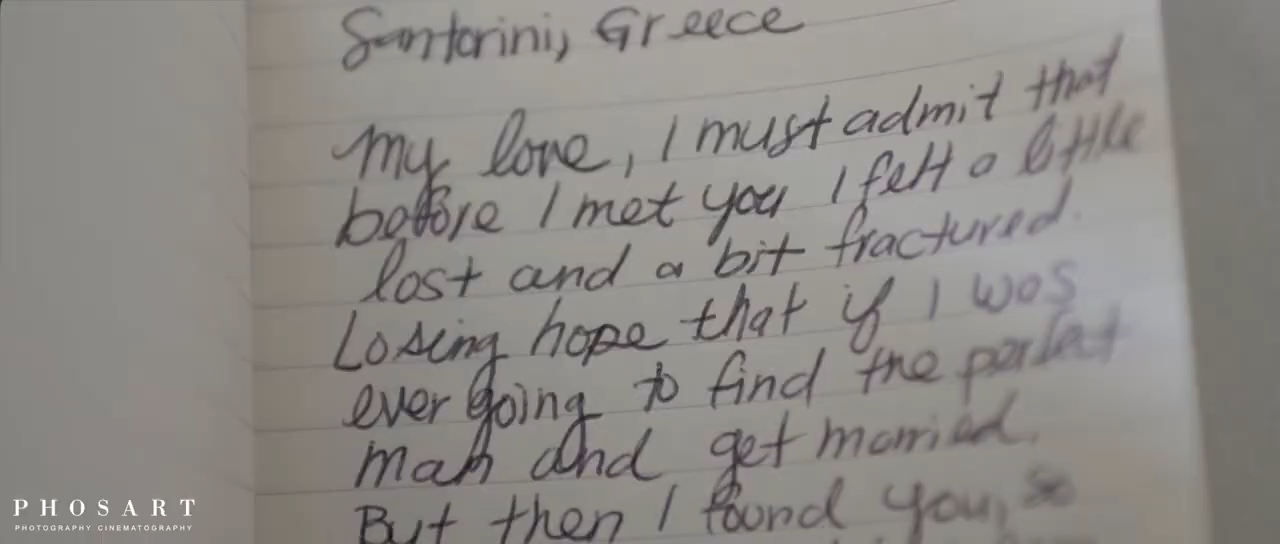 Santorini, Greece
My love, I must admit that
before I met you I felt a little
lost and a bit fractured.
Losing hope that if I was
ever going to find the perfect
man and get married.
But then I found you, so
PHOSART
PHOTOGRAPHY CINEMATOGRAPHY